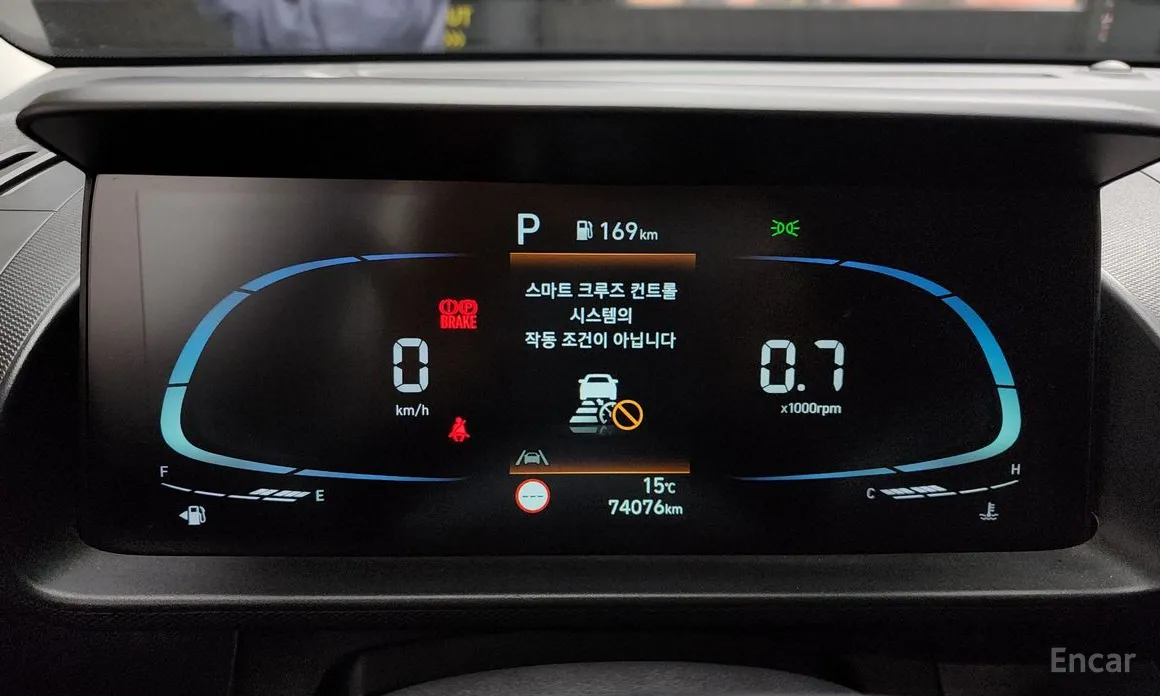 UT
P
169km
스마트 크루즈 컨트롤
시스템의
작동 조건이 아닙니다
BRAKE
0
km/h
0.7
x1000rpm
F
E
C
H
---
15℃
74076km
Encar